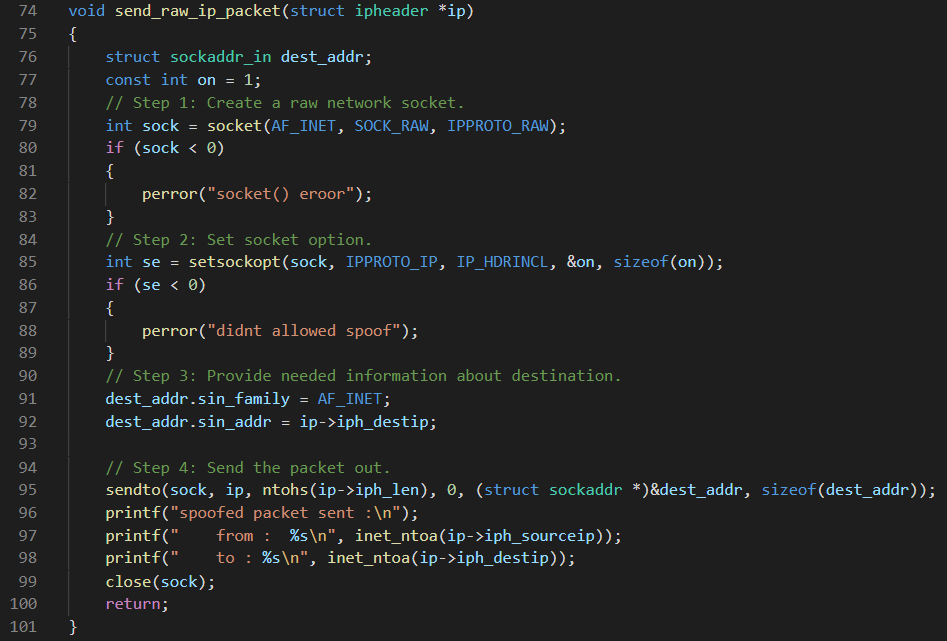 74 void send_raw_ip_packet(struct ipheader *ip)
75 {
76     struct sockaddr_in dest_addr;
77     const int on = 1;
78     // Step 1: Create a raw network socket.
79     int sock = socket(AF_INET, SOCK_RAW, IPPROTO_RAW);
80     if (sock < 0)
81     {
82         perror("socket() eroor");
83     }
84     // Step 2: Set socket option.
85     int se = setsockopt(sock, IPPROTO_IP, IP_HDRINCL, &on, sizeof(on));
86     if (se < 0)
87     {
88         perror("didnt allowed spoof");
89     }
90     // Step 3: Provide needed information about destination.
91     dest_addr.sin_family = AF_INET;
92     dest_addr.sin_addr = ip->iph_destip;
93
94     // Step 4: Send the packet out.
95     sendto(sock, ip, ntohs(ip->iph_len), 0, (struct sockaddr *)&dest_addr, sizeof(dest_addr));
96     printf("spoofed packet sent :\n");
97     printf("    from :  %s\n", inet_ntoa(ip->iph_sourceip));
98     printf("    to : %s\n", inet_ntoa(ip->iph_destip));
99     close(sock);
100     return;
101 }